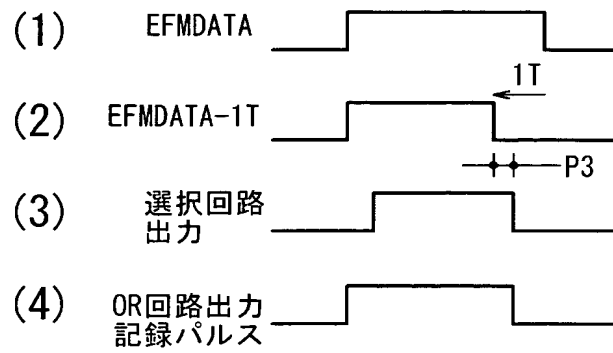 (1) EFMDATA
1T
(2) EFMDATA-1T
P3
(3) 選択回路
出力
(4) OR回路出力
記録パルス